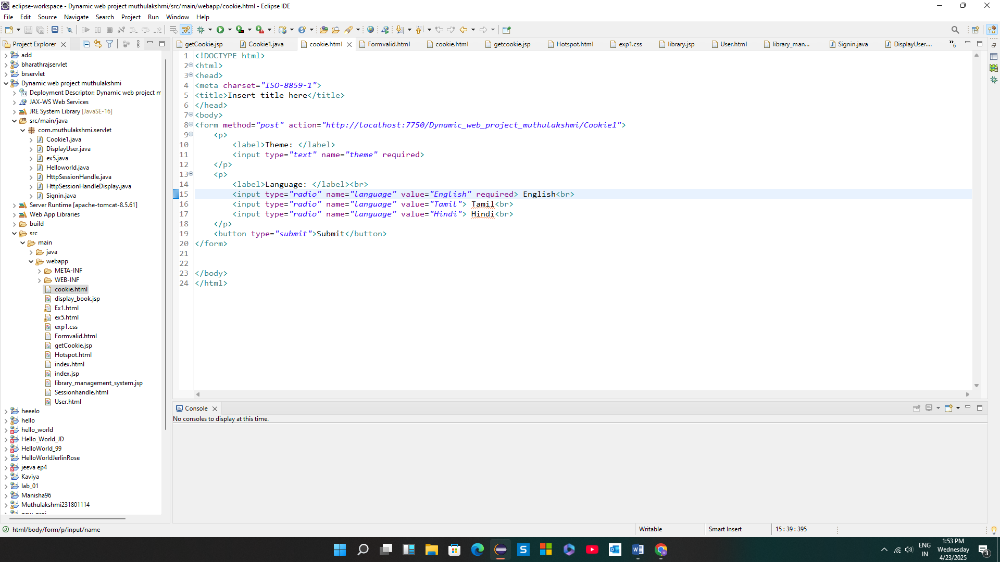 eclipse-workspace - Dynamic web project muthulakshmi/src/main/webapp/cookie.html - Eclipse IDE
File Edit Source Navigate Search Project Run Window Help
Project Explorer
getCookie.jsp Cookie1.java cookie.html Formvalid.html cookie.html getcookie.jsp Hotspot.html exp1.css library.jsp User.html library_man... Signin.java DisplayUser.... »6
add
bharathrajservlet
brservlet
Dynamic web project muthulakshmi
Deployment Descriptor: Dynamic web project m
JAX-WS Web Services
JRE System Library [JavaSE-16]
src/main/java
com.muthulakshmi.servlet
Cookie1.java
DisplayUser.java
ex5.java
Helloworld.java
HttpSessionHandle.java
HttpSessionHandleDisplay.java
Signin.java
Server Runtime [apache-tomcat-8.5.61]
Web App Libraries
build
src
main
java
webapp
META-INF
WEB-INF
cookie.html
display_book.jsp
Ex1.html
ex5.html
exp1.css
Formvalid.html
getCookie.jsp
Hotspot.html
index.html
index.jsp
library_management_system.jsp
Sessionhandle.html
User.html
heeelo
hello
hello_world
Hello_World_JD
HelloWorld_99
HelloWorldJerlinRose
jeeva ep4
Kaviya
lab_01
Manisha96
Muthulakshmi231801114
1 <!DOCTYPE html>
2 <html>
3 <head>
4 <meta charset="ISO-8859-1">
5 <title>Insert title here</title>
6 </head>
7 <body>
8 <form method="post" action="http://localhost:7750/Dynamic_web_project_muthulakshmi/Cookie1">
9 <p>
10 <label>Theme: </label>
11 <input type="text" name="theme" required>
12 </p>
13 <p>
14 <label>Language: </label><br>
15 <input type="radio" name="language" value="English" required> English<br>
16 <input type="radio" name="language" value="Tamil"> Tamil<br>
17 <input type="radio" name="language" value="Hindi"> Hindi<br>
18 </p>
19 <button type="submit">Submit</button>
20 </form>
21
22
23 </body>
24 </html>
Console
No consoles to display at this time.
html/body/form/p/input/name
Writable Smart Insert 15 : 39 : 395
ENG
IN
1:53 PM
Wednesday
4/23/2025
3